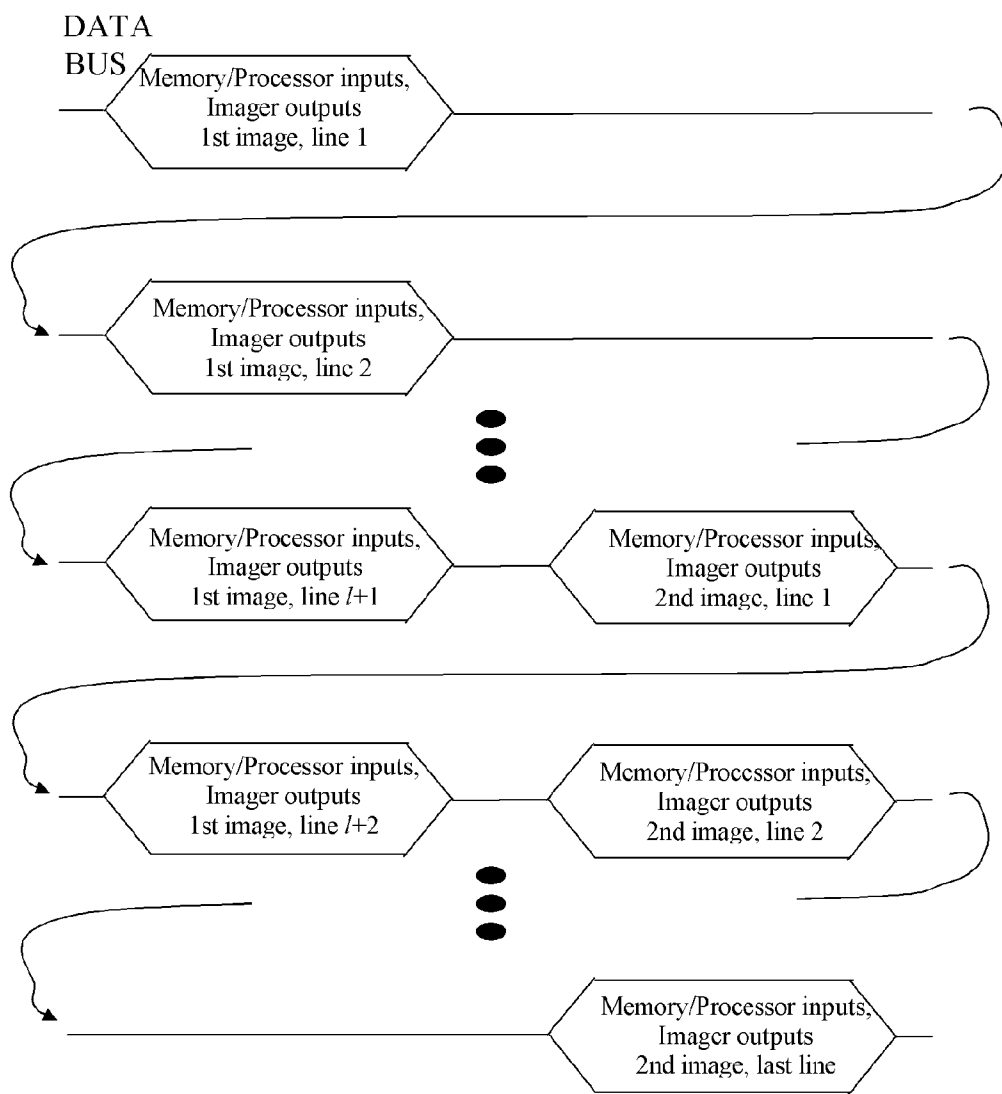 DATA
BUS
Memory/Processor inputs,
Imager outputs
1st image, line 1
Memory/Processor inputs,
Imager outputs
1st image, line 2
Memory/Processor inputs,
Imager outputs
1st image, line l+1
Memory/Processor inputs,
Imager outputs
2nd image, line 1
Memory/Processor inputs,
Imager outputs
1st image, line l+2
Memory/Processor inputs,
Imager outputs
2nd image, line 2
Memory/Processor inputs,
Imager outputs
2nd image, last line